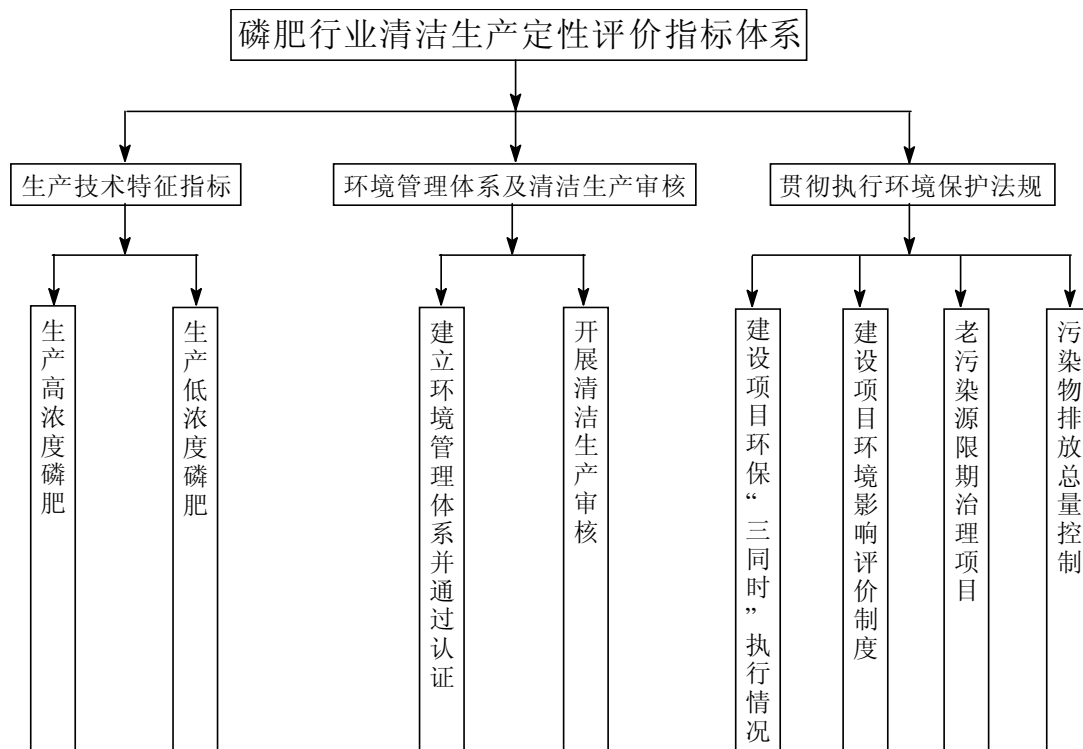 磷肥行业清洁生产定性评价指标体系
生产技术特征指标
环境管理体系及清洁生产审核
贯彻执行环境保护法规
生产高浓度磷肥
生产低浓度磷肥
建立环境管理体系并通过认证
开展清洁生产审核
建设项目环保“三同时”执行情况
建设项目环境影响评价制度
老污染源限期治理项目
污染物排放总量控制